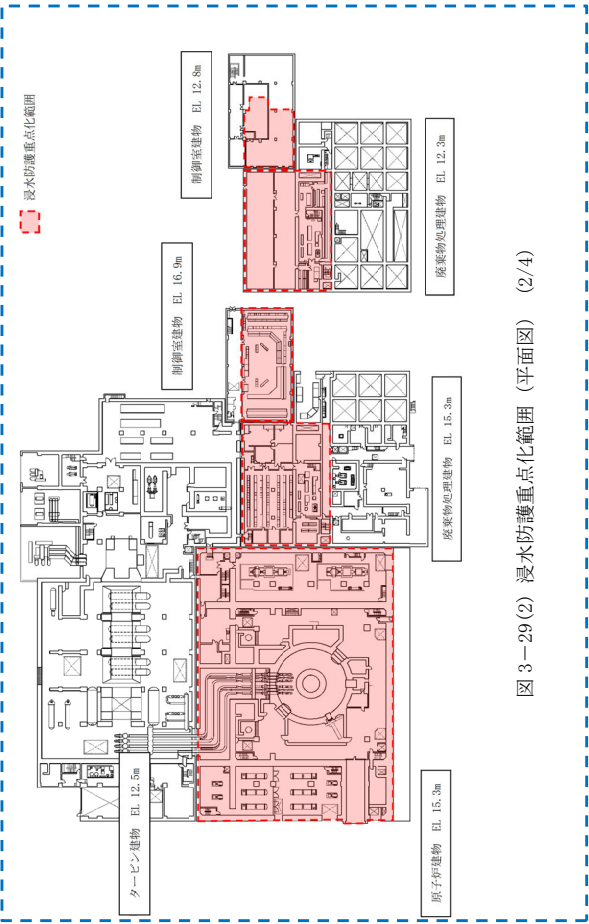 浸水防護重点化範囲
制御室建物 EL 12.8m
廃棄物処理建物 EL 12.3m
制御室建物 EL 16.9m
廃棄物処理建物 EL 15.3m
タービン建物 EL 12.5m
原子炉建物 EL 15.3m
図 3-29(2) 浸水防護重点化範囲(平面図) (2/4)